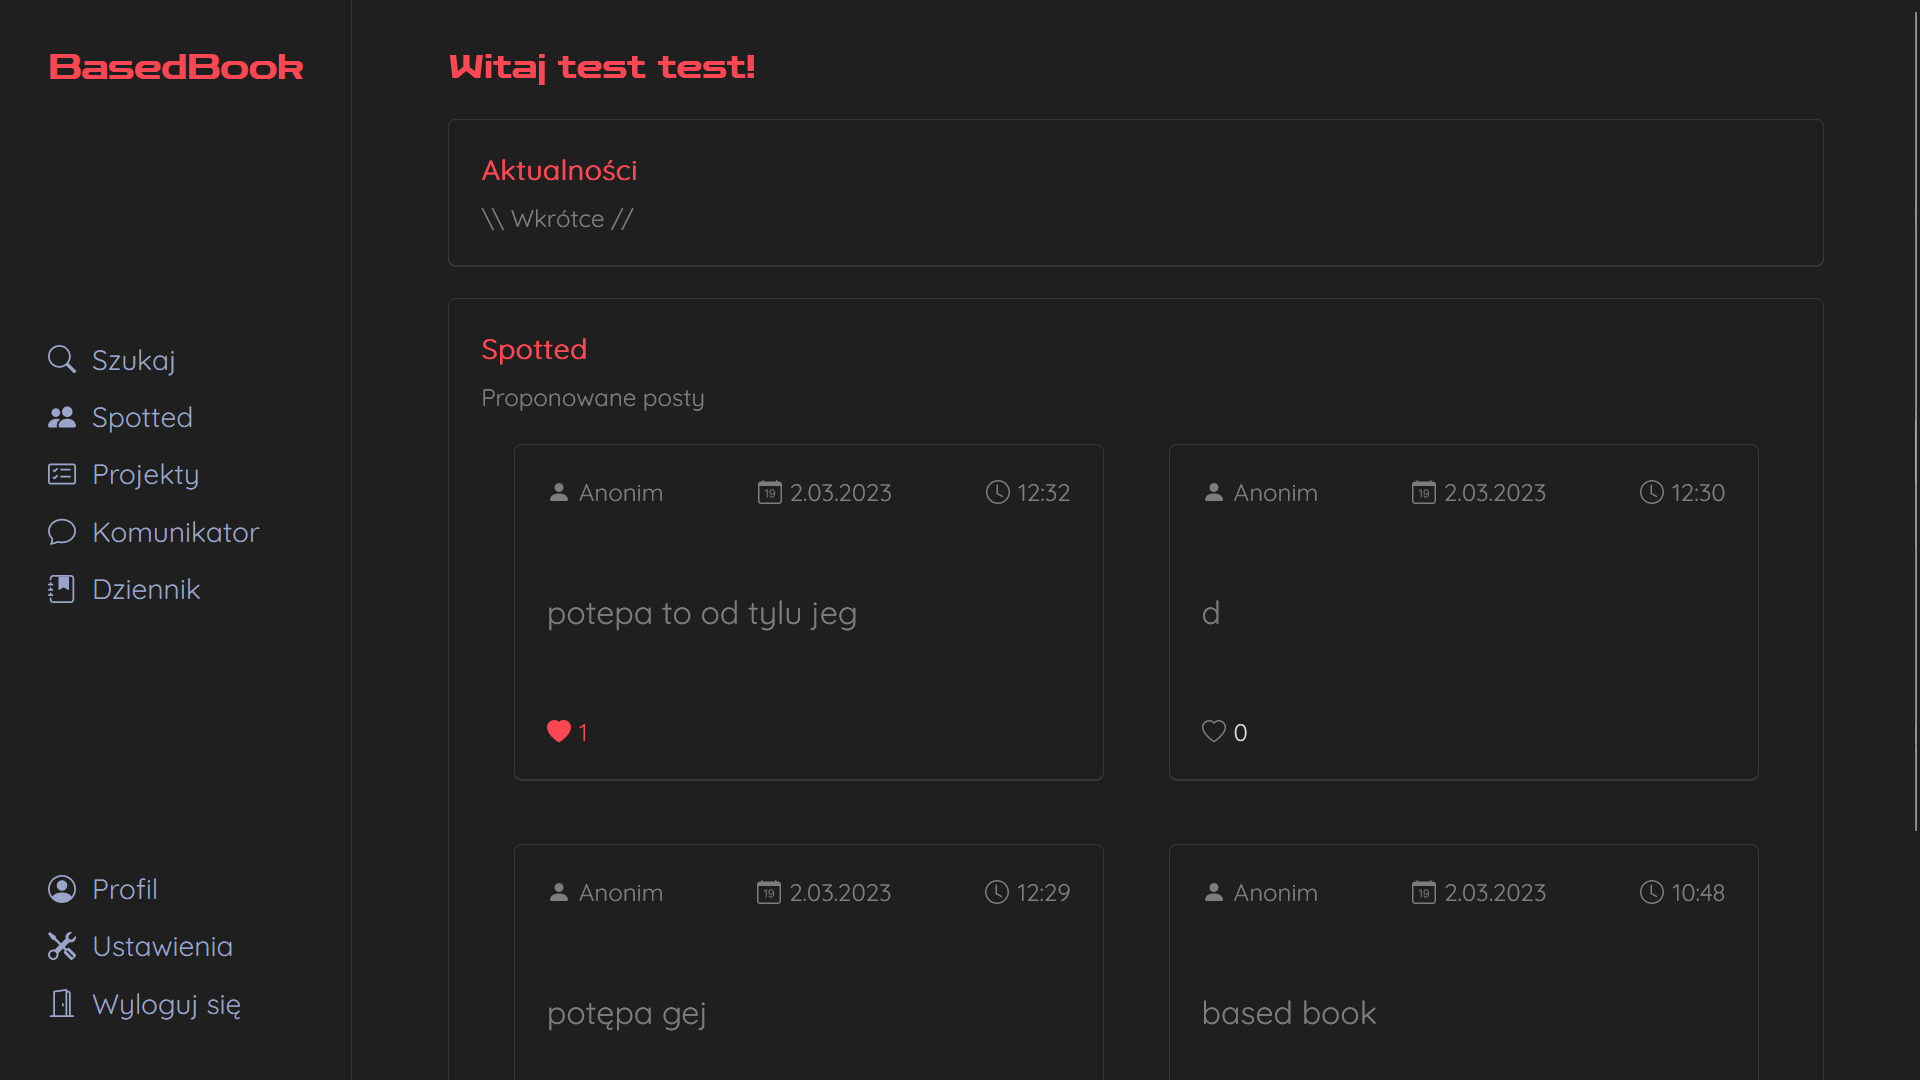 BasedBook
Szukaj
Spotted
Projekty
Komunikator
Dziennik
Profil
Ustawienia
Wyloguj się
Witaj test test!
Aktualności
\\ Wkrótce //
Spotted
Proponowane posty
Anonim 19 2.03.2023 12:32
potepa to od tylu jeg
1
Anonim 19 2.03.2023 12:30
d
0
Anonim 19 2.03.2023 12:29
potępa gej
Anonim 19 2.03.2023 10:48
based book